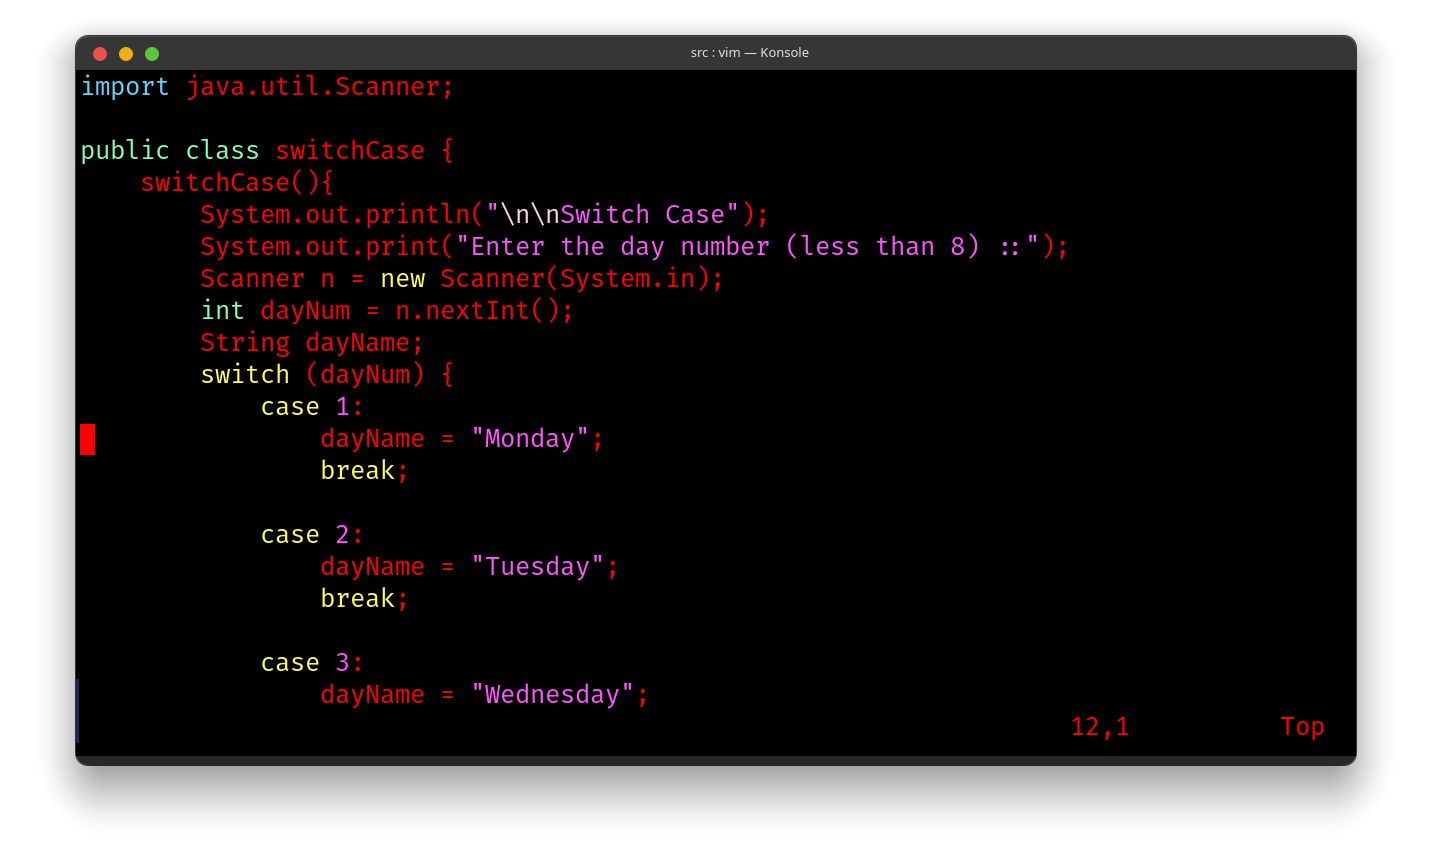 src : vim — Konsole
import java.util.Scanner;

public class switchCase {
    switchCase(){
        System.out.println("\n\nSwitch Case");
        System.out.print("Enter the day number (less than 8) ::");
        Scanner n = new Scanner(System.in);
        int dayNum = n.nextInt();
        String dayName;
        switch (dayNum) {
            case 1:
                dayName = "Monday";
                break;

            case 2:
                dayName = "Tuesday";
                break;

            case 3:
                dayName = "Wednesday";
12,1 Top